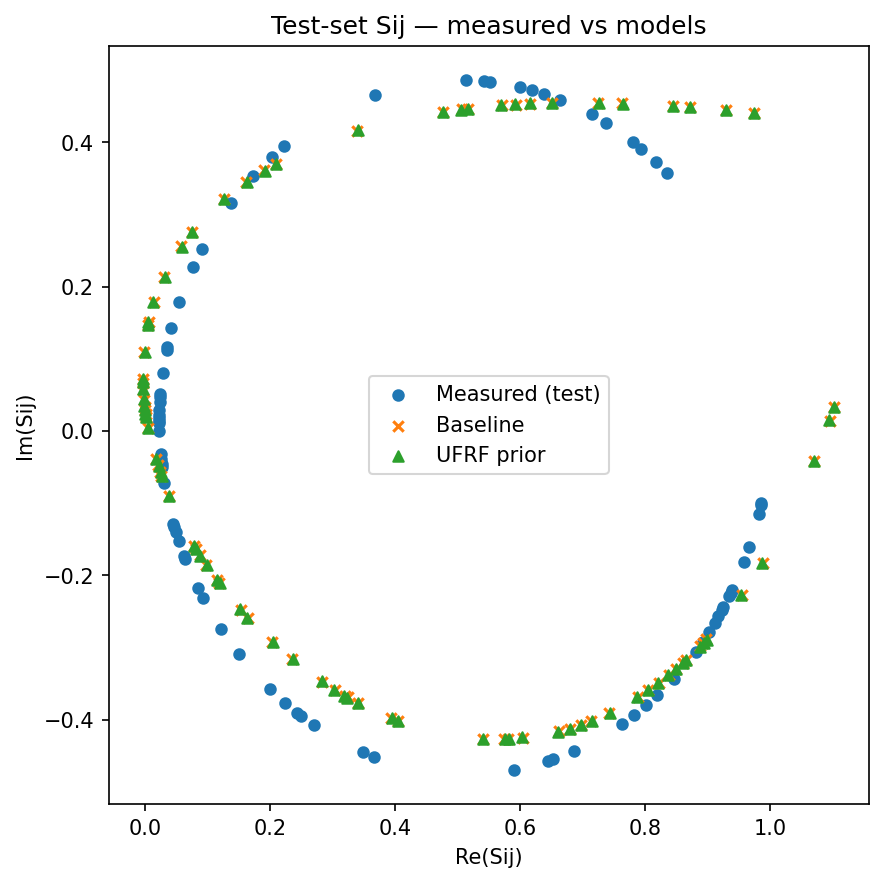 Test-set Sij — measured vs models
Im(Sij)
0.4
0.2
0.0
−0.2
−0.4
Measured (test)
Baseline
UFRF prior
0.0 0.2 0.4 0.6 0.8 1.0
Re(Sij)